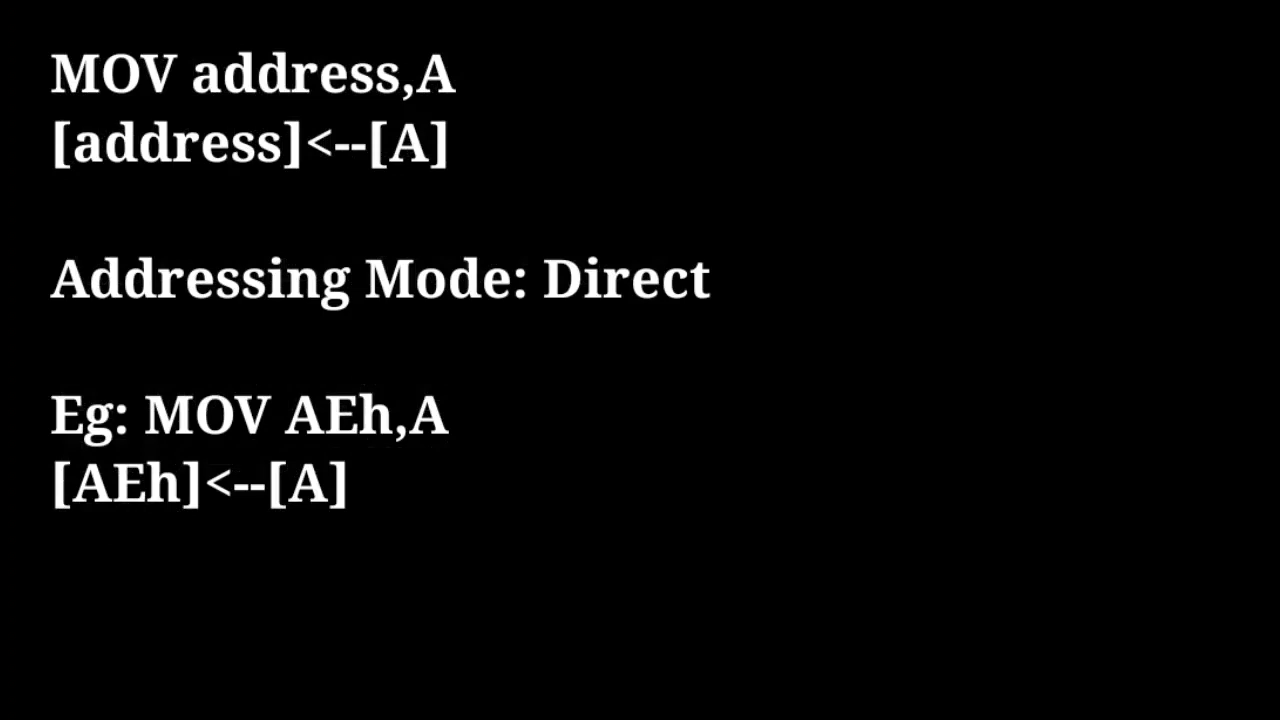 MOV address,A
[address]<--[A]
Addressing Mode: Direct
Eg: MOV AEh,A
[AEh]<--[A]